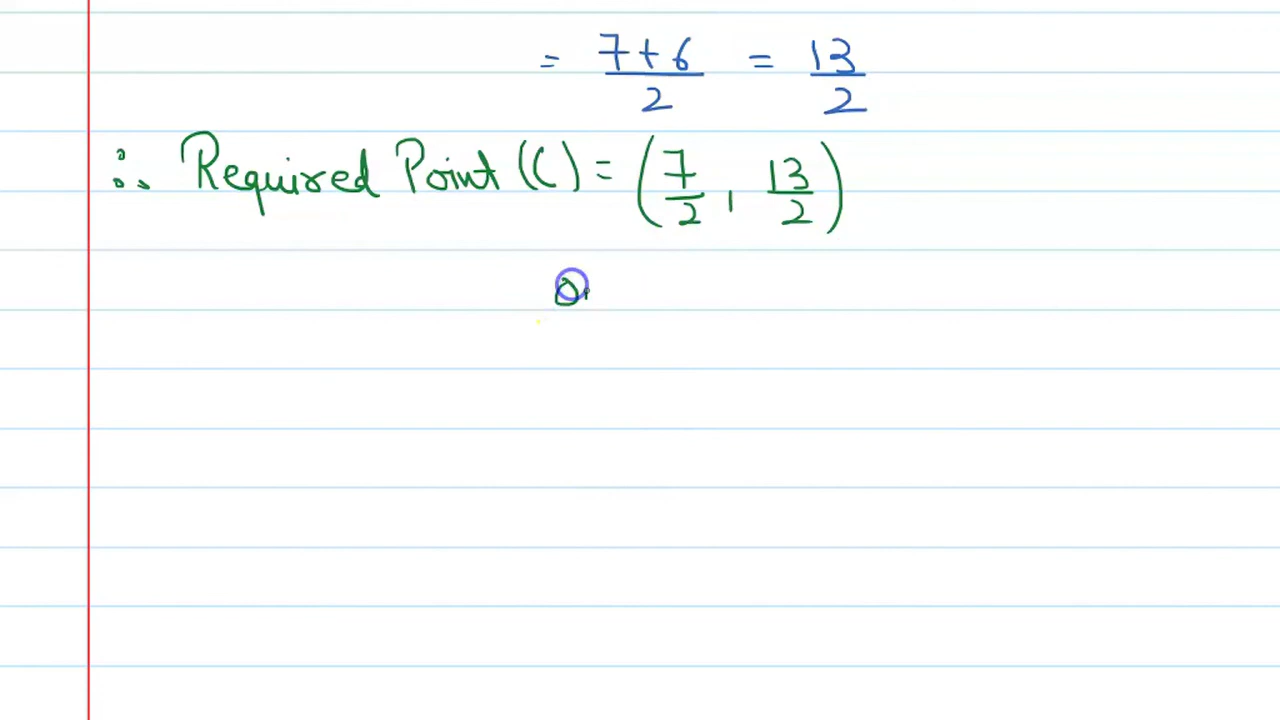 = 7+6/2 = 13/2
∴ Required Point (C) = (7/2, 13/2)